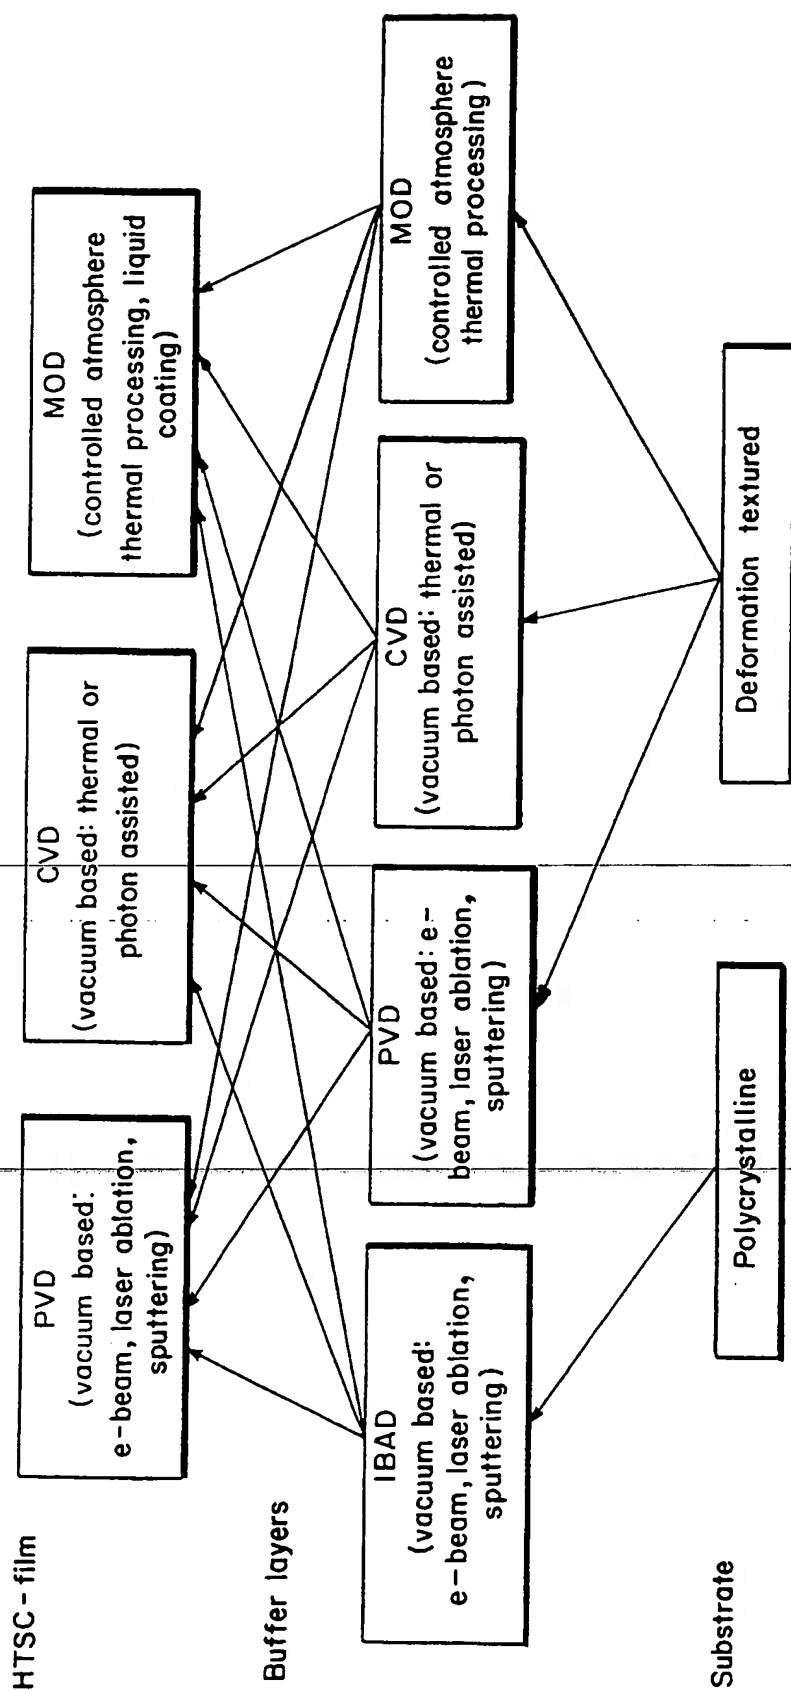 HTSC-film
PVD
(vacuum based:
e-beam, laser ablation,
sputtering)
CVD
(vacuum based: thermal or
photon assisted)
MOD
(controlled atmosphere
thermal processing, liquid
coating)
Buffer layers
IBAD
(vacuum based:
e-beam, laser ablation,
sputtering)
PVD
(vacuum based: e-
beam, laser ablation,
sputtering)
CVD
(vacuum based: thermal or
photon assisted)
MOD
(controlled atmosphere
thermal processing)
Substrate
Polycrystalline
Deformation textured